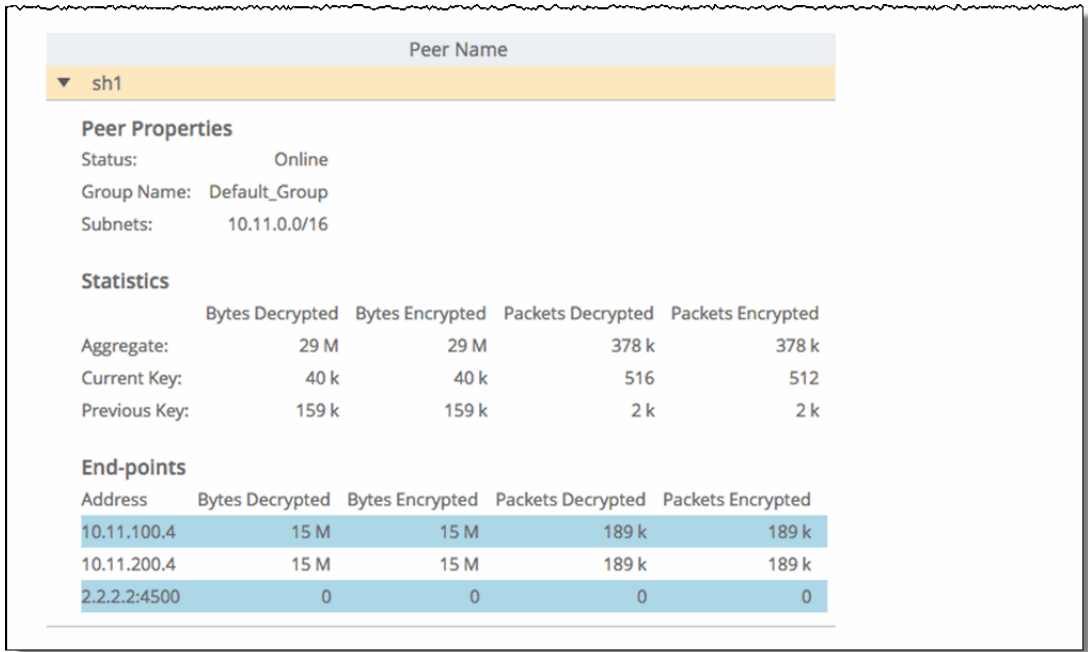 Peer Name
sh1
Peer Properties
Status: Online
Group Name: Default_Group
Subnets: 10.11.0.0/16
Statistics
Bytes Decrypted Bytes Encrypted Packets Decrypted Packets Encrypted
Aggregate: 29 M 29 M 378 k 378 k
Current Key: 40 k 40 k 516 512
Previous Key: 159 k 159 k 2 k 2 k
End-points
Address Bytes Decrypted Bytes Encrypted Packets Decrypted Packets Encrypted
10.11.100.4 15 M 15 M 189 k 189 k
10.11.200.4 15 M 15 M 189 k 189 k
2.2.2.2:4500 0 0 0 0